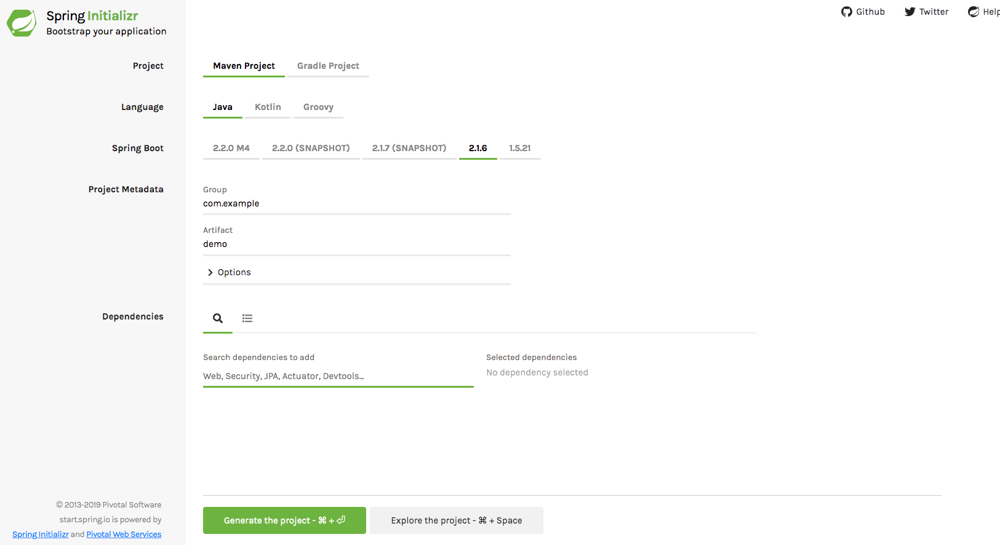 Spring Initializr
Bootstrap your application
Github
Twitter
Help
Project
Maven Project
Gradle Project
Language
Java
Kotlin
Groovy
Spring Boot
2.2.0 M4
2.2.0 (SNAPSHOT)
2.1.7 (SNAPSHOT)
2.1.6
1.5.21
Project Metadata
Group
com.example
Artifact
demo
Options
Dependencies
Search dependencies to add
Web, Security, JPA, Actuator, Devtools...
Selected dependencies
No dependency selected
© 2013-2019 Pivotal Software
start.spring.io is powered by
Spring Initializr and Pivotal Web Services
Generate the project - ⌘ + ⏎
Explore the project - ⌘ + Space